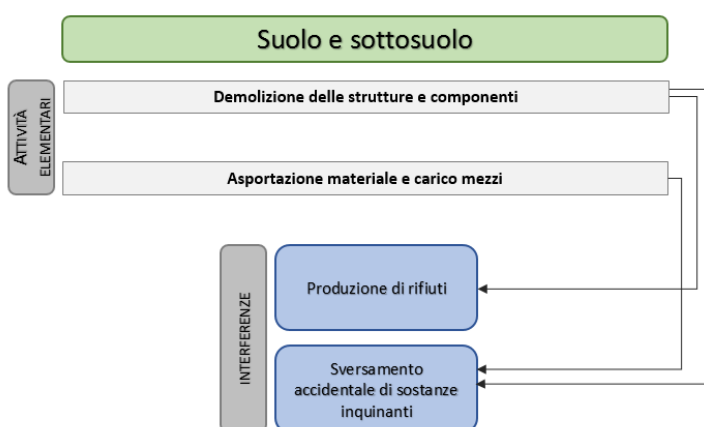 Suolo e sottosuolo
ATTIVITÀ
ELEMENTARI
Demolizione delle strutture e componenti
Asportazione materiale e carico mezzi
INTERFERENZE
Produzione di rifiuti
Sversamento
accidentale di sostanze
inquinanti